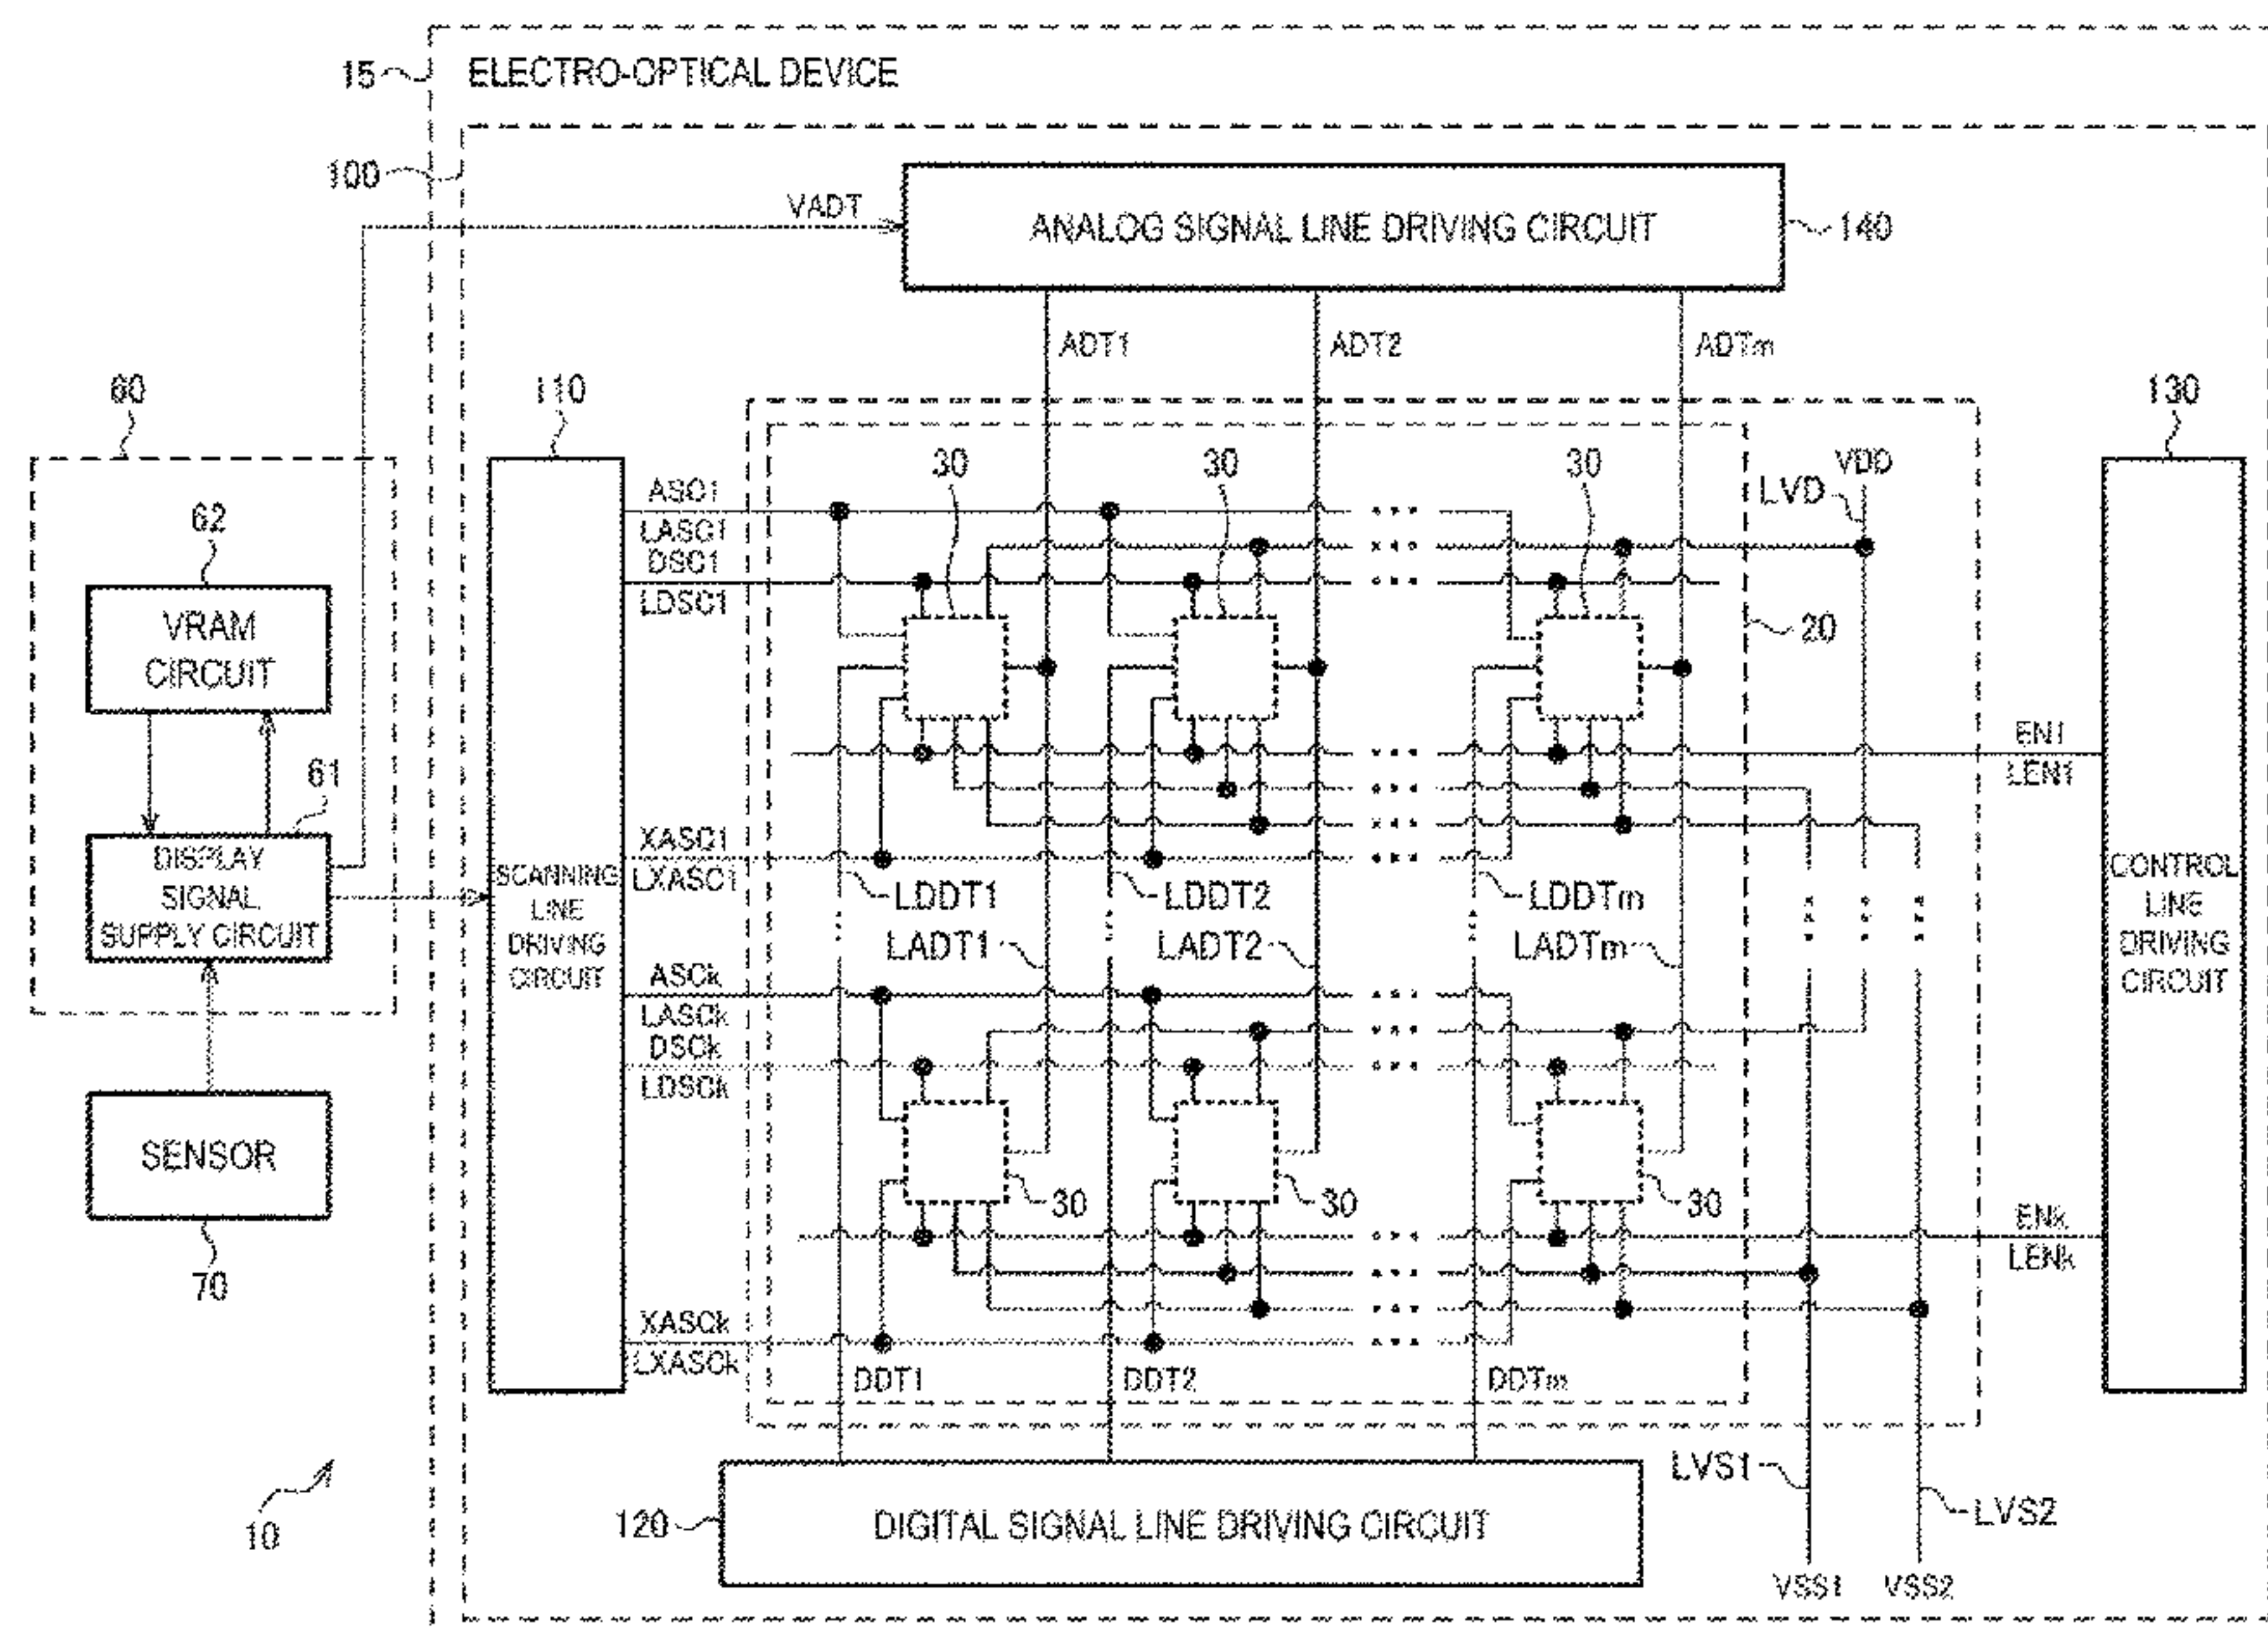 15
ELECTRO-OPTICAL DEVICE
100
VADT
ANALOG SIGNAL LINE DRIVING CIRCUIT
140
ADT1
ADT2
ADTm
60
110
130
62
VRAM
CIRCUIT
61
DISPLAY
SIGNAL
SUPPLY CIRCUIT
SENSOR
70
10
SCANNING
LINE
DRIVING
CIRCUIT
ASC1
LASC1
DSC1
LDSC1
XASC1
LXASC1
ASCk
LASCk
DSCk
LDSCk
XASCk
LXASCk
30
30
30
LVD
VDD
20
LDDT1
LDDT2
LDDTm
LADT1
LADT2
LADTm
30
30
30
DDT1
DDT2
DDTm
EN1
LEN1
ENk
LENk
CONTROL
LINE
DRIVING
CIRCUIT
120
DIGITAL SIGNAL LINE DRIVING CIRCUIT
LVS1
LVS2
VSS1
VSS2